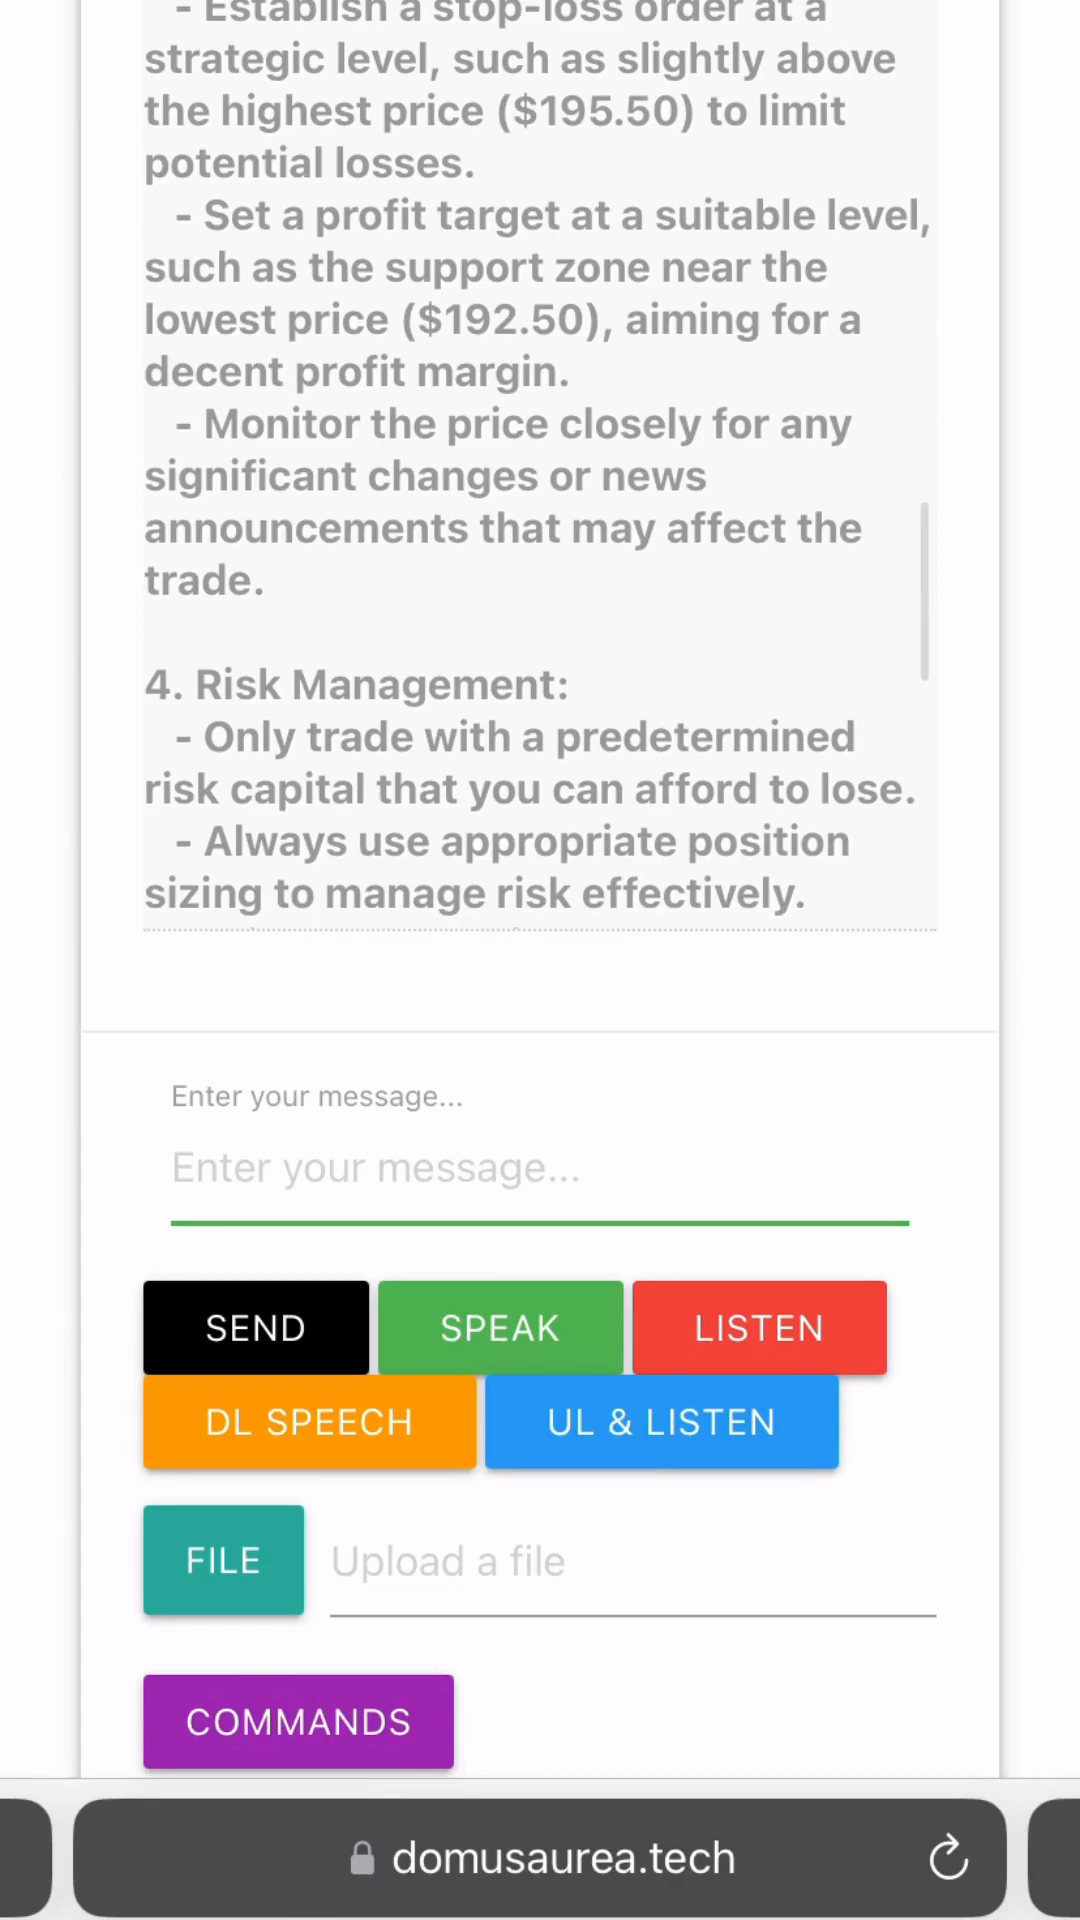 - Establish a stop-loss order at a
strategic level, such as slightly above
the highest price ($195.50) to limit
potential losses.
- Set a profit target at a suitable level,
such as the support zone near the
lowest price ($192.50), aiming for a
decent profit margin.
- Monitor the price closely for any
significant changes or news
announcements that may affect the
trade.
4. Risk Management:
- Only trade with a predetermined
risk capital that you can afford to lose.
- Always use appropriate position
sizing to manage risk effectively.
Enter your message...
Enter your message...
SEND SPEAK LISTEN
DL SPEECH UL & LISTEN
FILE Upload a file
COMMANDS
domusaurea.tech